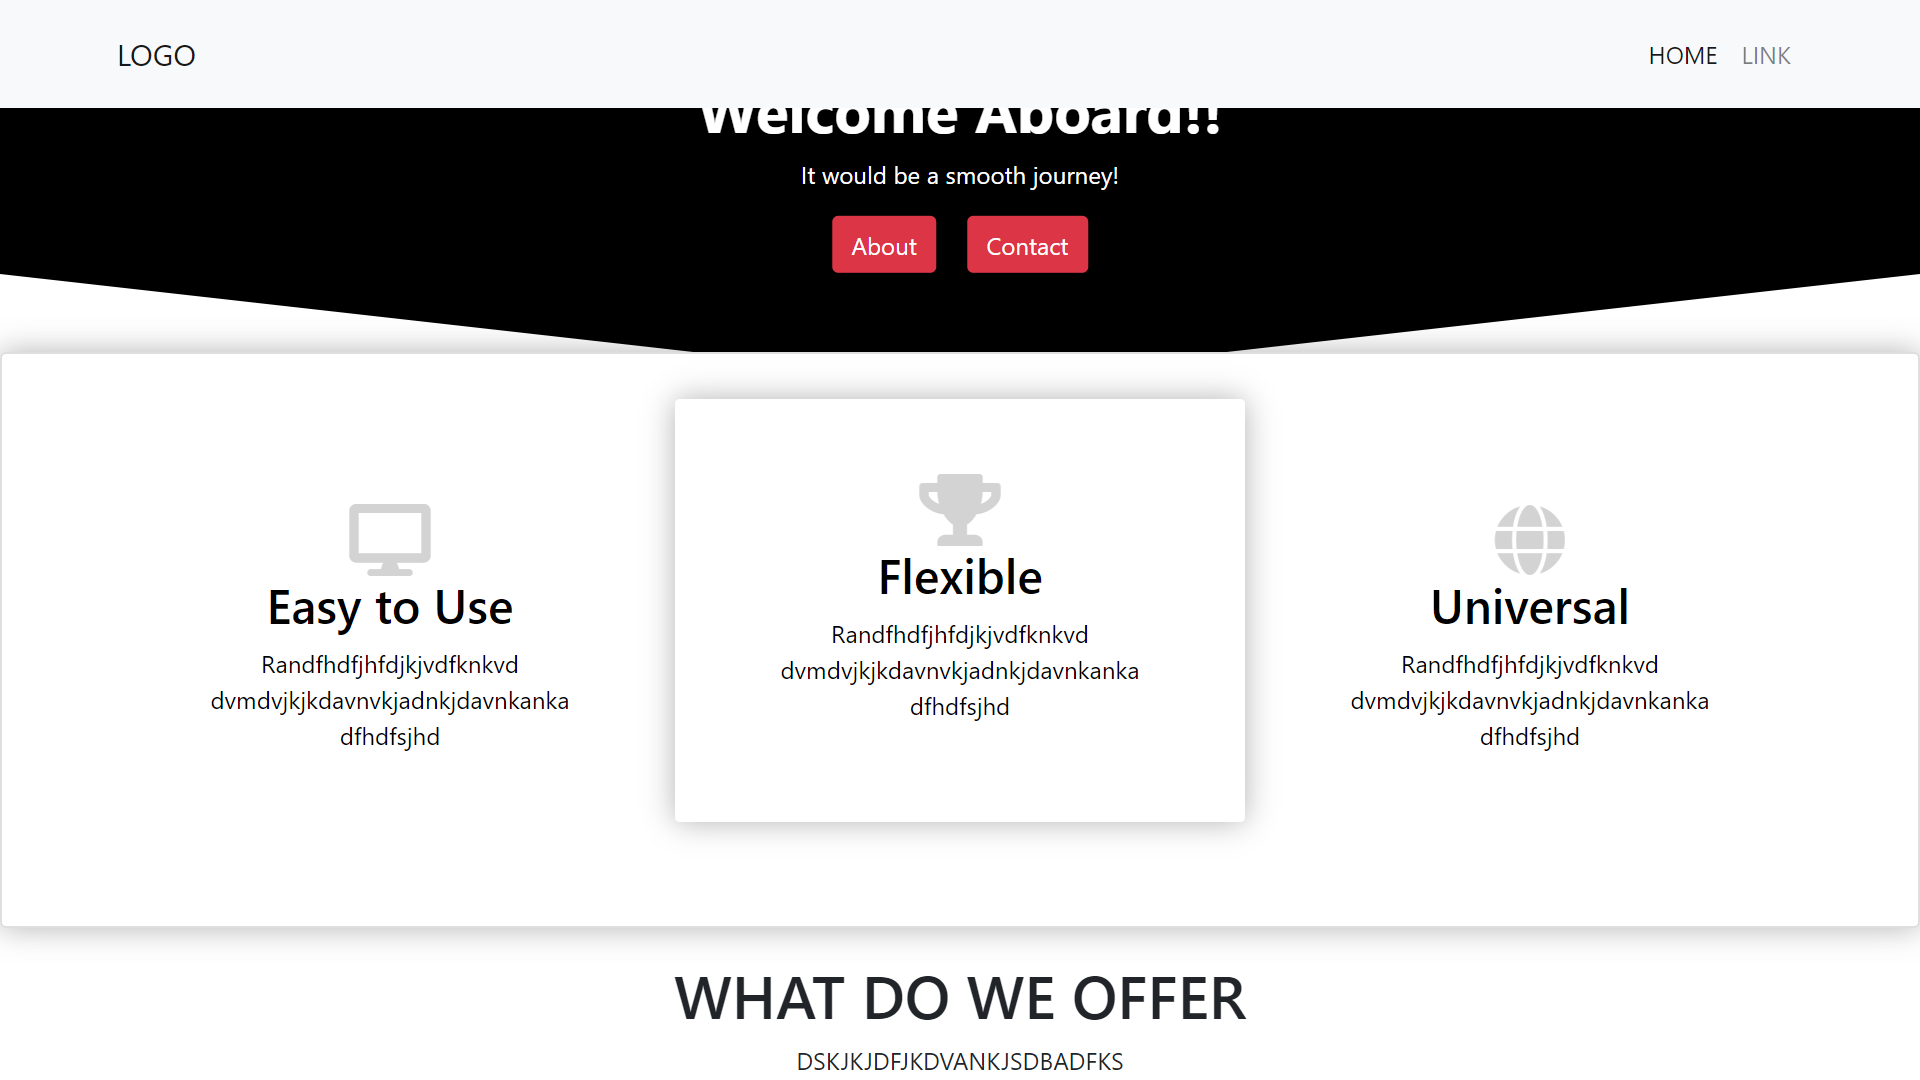 LOGO
HOME LINK
Welcome Aboard!!
It would be a smooth journey!
About Contact
Easy to Use
Randfhdfjhfdjkjvdfknkvd
dvmdvjkjkdavnvkjadnkjdavnkanka
dfhdfsjhd
Flexible
Randfhdfjhfdjkjvdfknkvd
dvmdvjkjkdavnvkjadnkjdavnkanka
dfhdfsjhd
Universal
Randfhdfjhfdjkjvdfknkvd
dvmdvjkjkdavnvkjadnkjdavnkanka
dfhdfsjhd
WHAT DO WE OFFER
DSKJKJDFJKDVANKJSDBADFKS